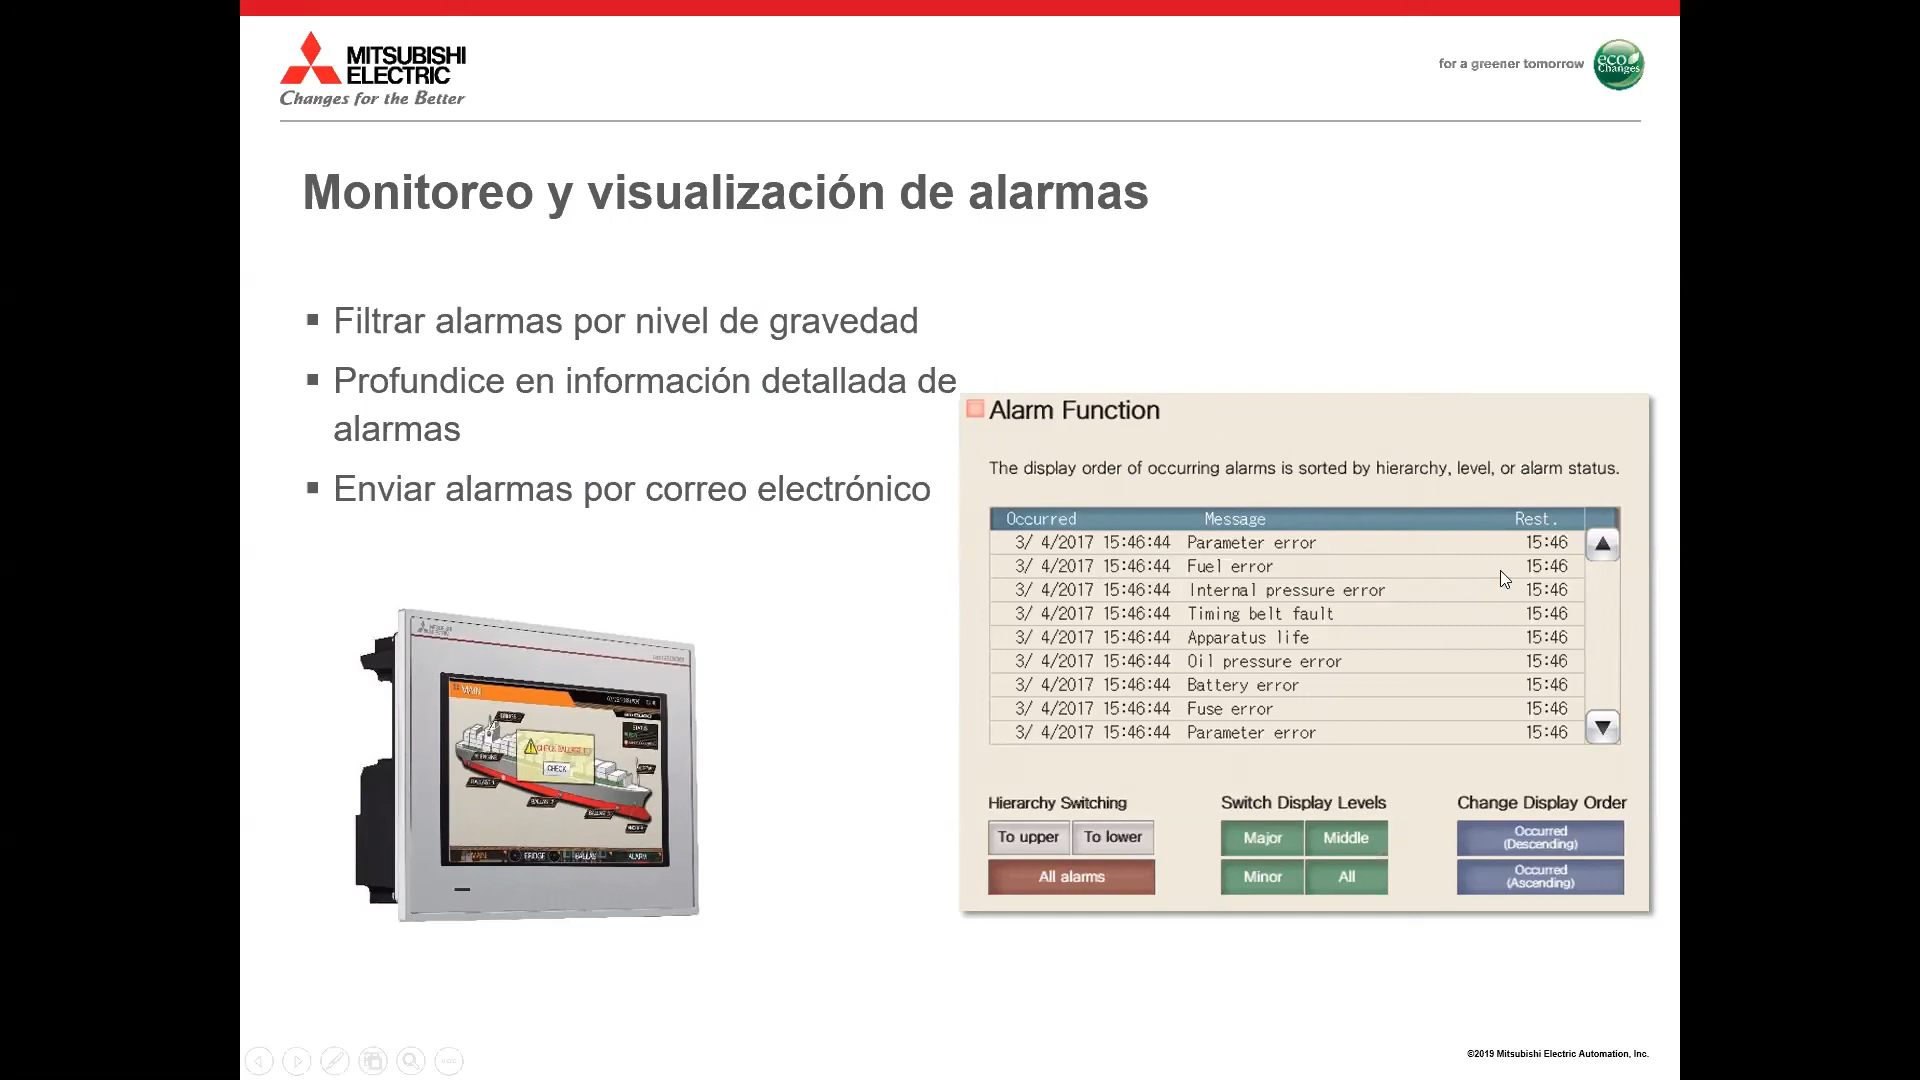 MITSUBISHI
ELECTRIC
Changes for the Better
for a greener tomorrow
eco
Changes
Monitoreo y visualización de alarmas
▪ Filtrar alarmas por nivel de gravedad
▪ Profundice en información detallada de
alarmas
▪ Enviar alarmas por correo electrónico
Alarm Function
The display order of occurring alarms is sorted by hierarchy, level, or alarm status.
Occurred Message Rest.
3/ 4/2017 15:46:44 Parameter error 15:46
3/ 4/2017 15:46:44 Fuel error 15:46
3/ 4/2017 15:46:44 Internal pressure error 15:46
3/ 4/2017 15:46:44 Timing belt fault 15:46
3/ 4/2017 15:46:44 Apparatus life 15:46
3/ 4/2017 15:46:44 Oil pressure error 15:46
3/ 4/2017 15:46:44 Battery error 15:46
3/ 4/2017 15:46:44 Fuse error 15:46
3/ 4/2017 15:46:44 Parameter error 15:46
Hierarchy Switching Switch Display Levels Change Display Order
To upper To lower Major Middle Occurred
(Descending)
All alarms Minor All Occurred
(Ascending)
MITSUBISHI
ELECTRIC
MAIN
BRIDGE
STATUS
CHECK
MAIN BRIDGE BALLAST ALARM
©2019 Mitsubishi Electric Automation, Inc.